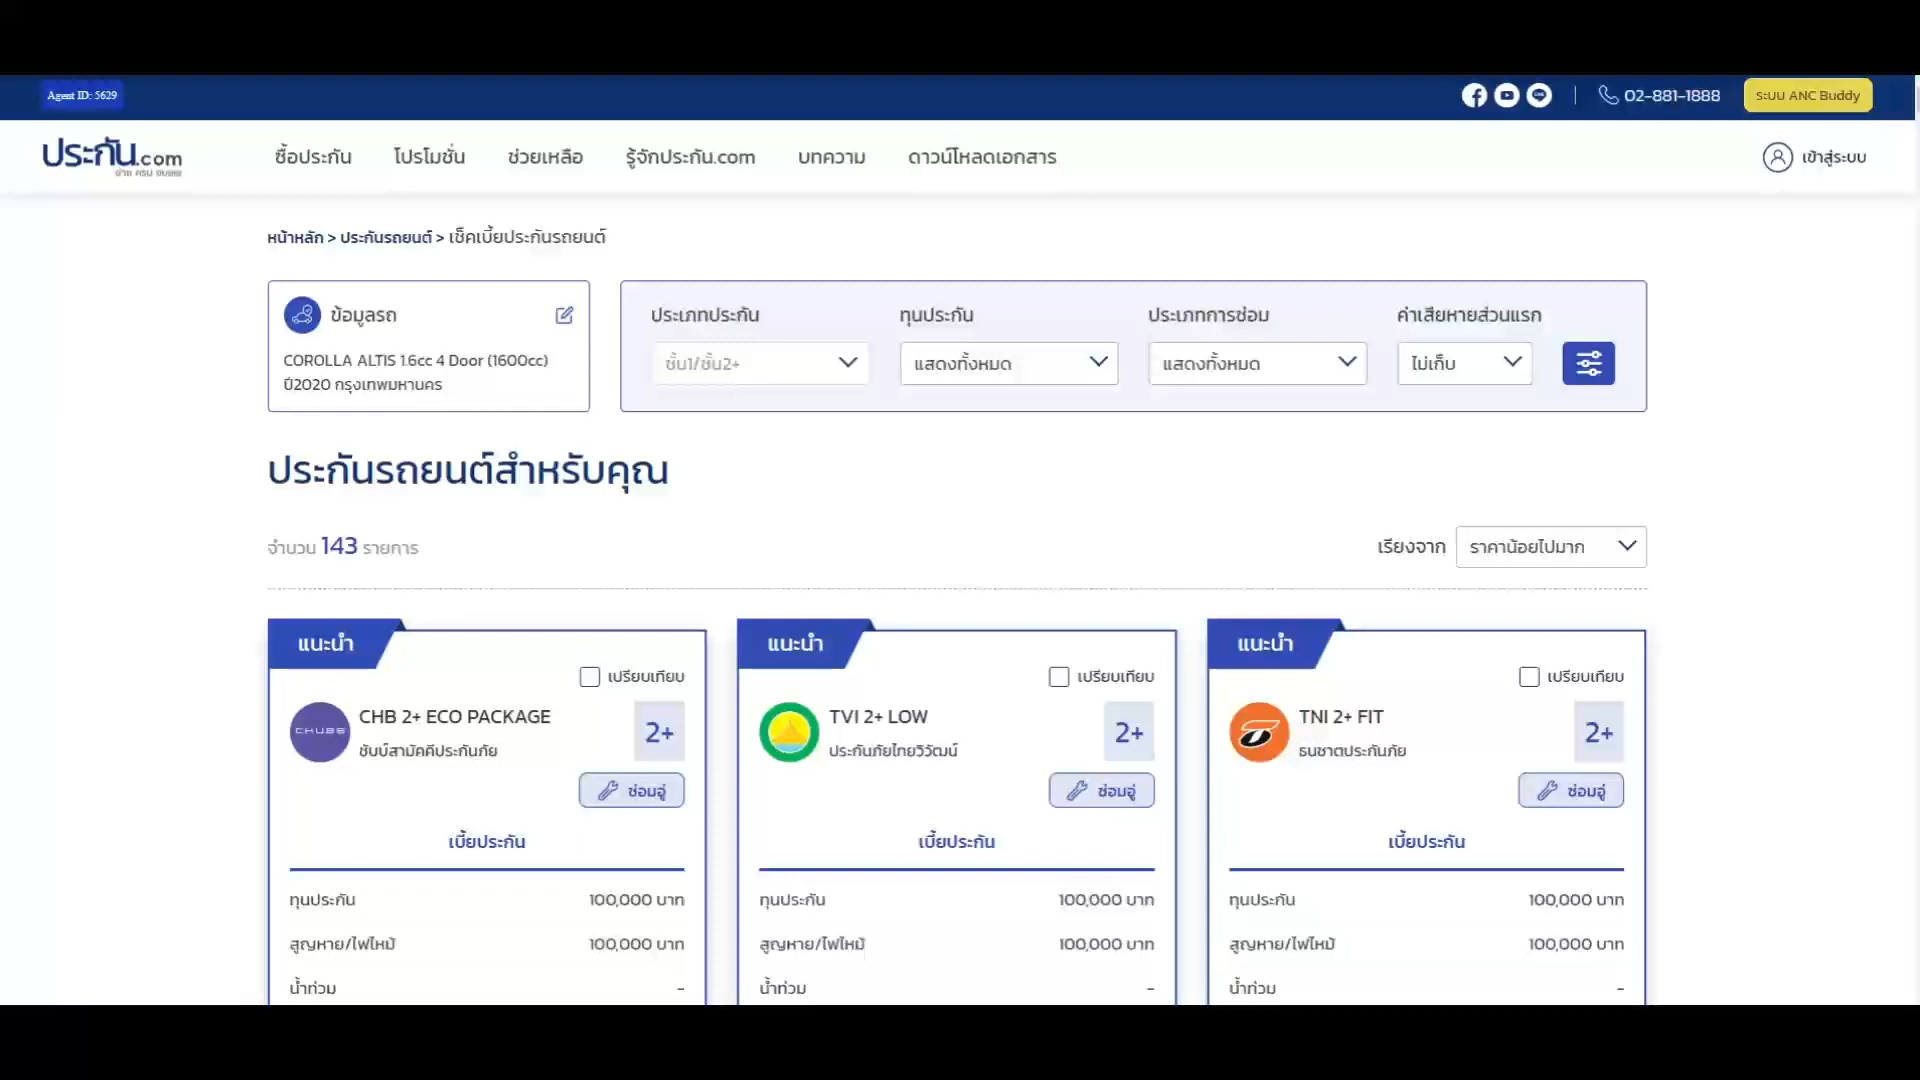 Agent ID: 5629
02-881-1888
ระบบ ANC Buddy
ประกัน.com
ง่าย ครบ จบเลย
ซื้อประกัน
โปรโมชั่น
ช่วยเหลือ
รู้จักประกัน.com
บทความ
ดาวน์โหลดเอกสาร
เข้าสู่ระบบ
หน้าหลัก > ประกันรถยนต์ > เช็คเบี้ยประกันรถยนต์
ข้อมูลรถ
COROLLA ALTIS 1.6cc 4 Door (1600cc)
ปี2020 กรุงเทพมหานคร
ประเภทประกัน
ทุนประกัน
ประเภทการซ่อม
ค่าเสียหายส่วนแรก
ชั้น1/ชั้น2+
แสดงทั้งหมด
แสดงทั้งหมด
ไม่เก็บ
ประกันรถยนต์สำหรับคุณ
จำนวน 143 รายการ
เรียงจาก
ราคาน้อยไปมาก
แนะนำ
เปรียบเทียบ
CHUBB
CHB 2+ ECO PACKAGE
ชับบ์สามัคคีประกันภัย
2+
ซ่อมอู่
เบี้ยประกัน
ทุนประกัน 100,000 บาท
สูญหาย/ไฟไหม้ 100,000 บาท
น้ำท่วม -
แนะนำ
เปรียบเทียบ
TVI 2+ LOW
ประกันภัยไทยวิวัฒน์
2+
ซ่อมอู่
เบี้ยประกัน
ทุนประกัน 100,000 บาท
สูญหาย/ไฟไหม้ 100,000 บาท
น้ำท่วม -
แนะนำ
เปรียบเทียบ
TNI 2+ FIT
ธนชาตประกันภัย
2+
ซ่อมอู่
เบี้ยประกัน
ทุนประกัน 100,000 บาท
สูญหาย/ไฟไหม้ 100,000 บาท
น้ำท่วม -